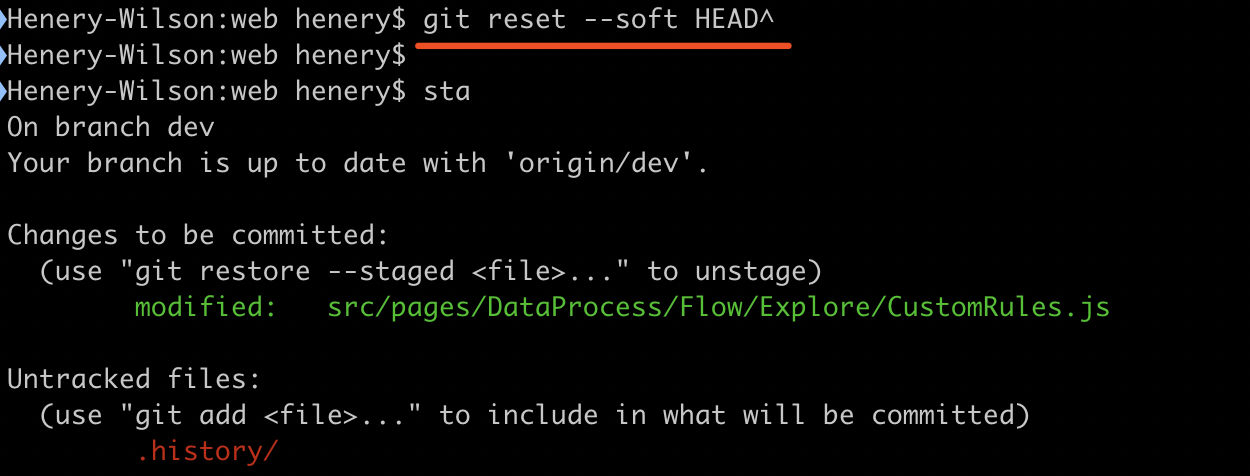 Henery-Wilson:web henery$ git reset --soft HEAD^
Henery-Wilson:web henery$
Henery-Wilson:web henery$ sta
On branch dev
Your branch is up to date with 'origin/dev'.
Changes to be committed:
(use "git restore --staged <file>..." to unstage)
modified:   src/pages/DataProcess/Flow/Explore/CustomRules.js
Untracked files:
(use "git add <file>..." to include in what will be committed)
.history/